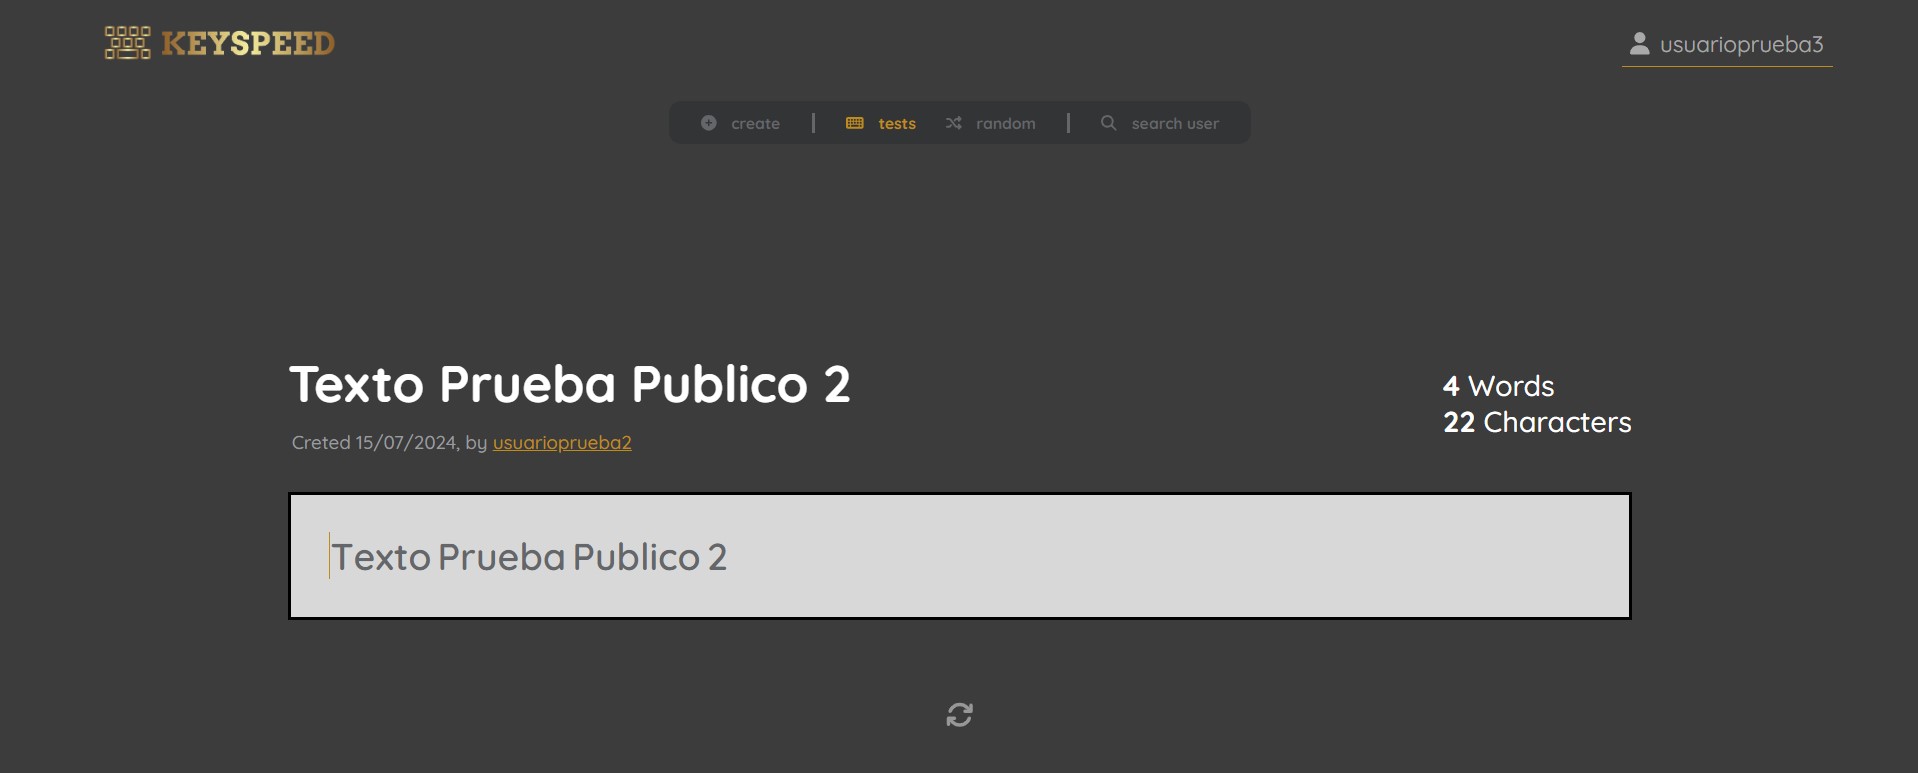 KEYSPEED
usuarioprueba3
create | tests random | search user
Texto Prueba Publico 2
4 Words
22 Characters
Creted 15/07/2024, by usuarioprueba2
Texto Prueba Publico 2